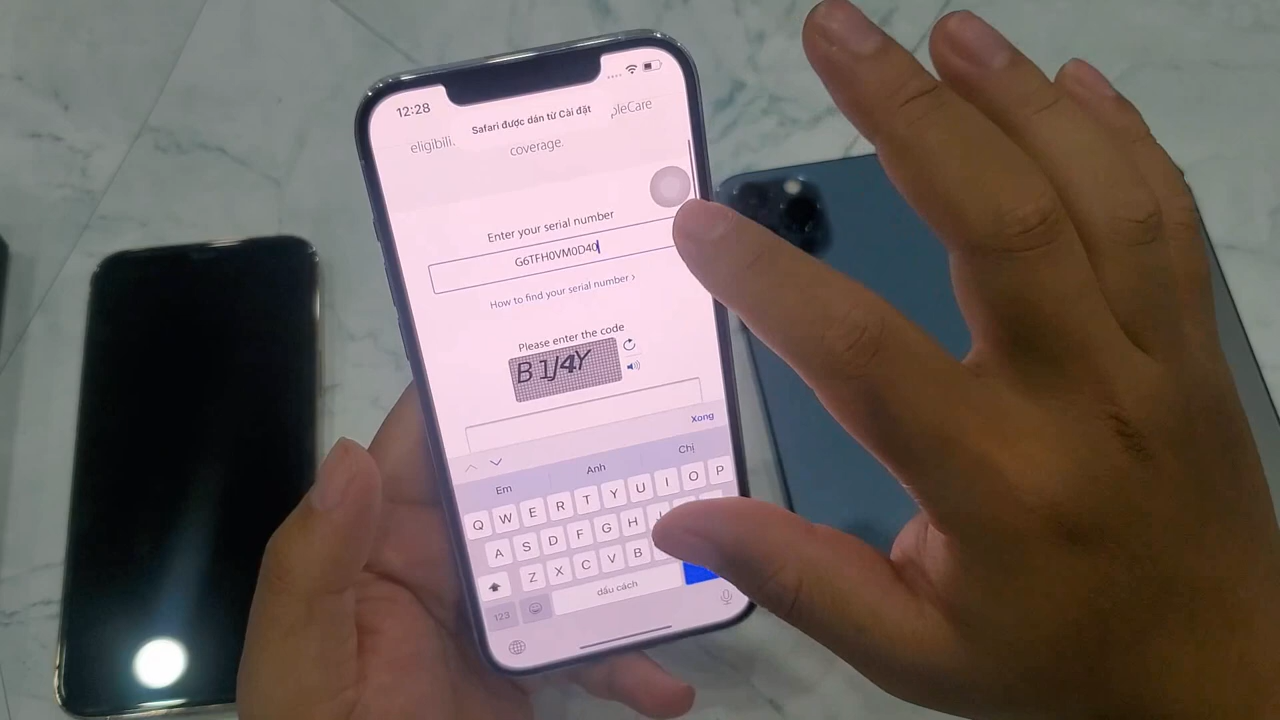 12:28
Safari được dán từ Cài đặt
pleCare
eligibili.
coverage.
Enter your serial number
G6TFH0VM0D40
How to find your serial number ›
Please enter the code
B 1J4Y
Xong
Em Anh Chị
Q W E R T Y U I O P
A S D F G H
Z X C V B
123 dấu cách